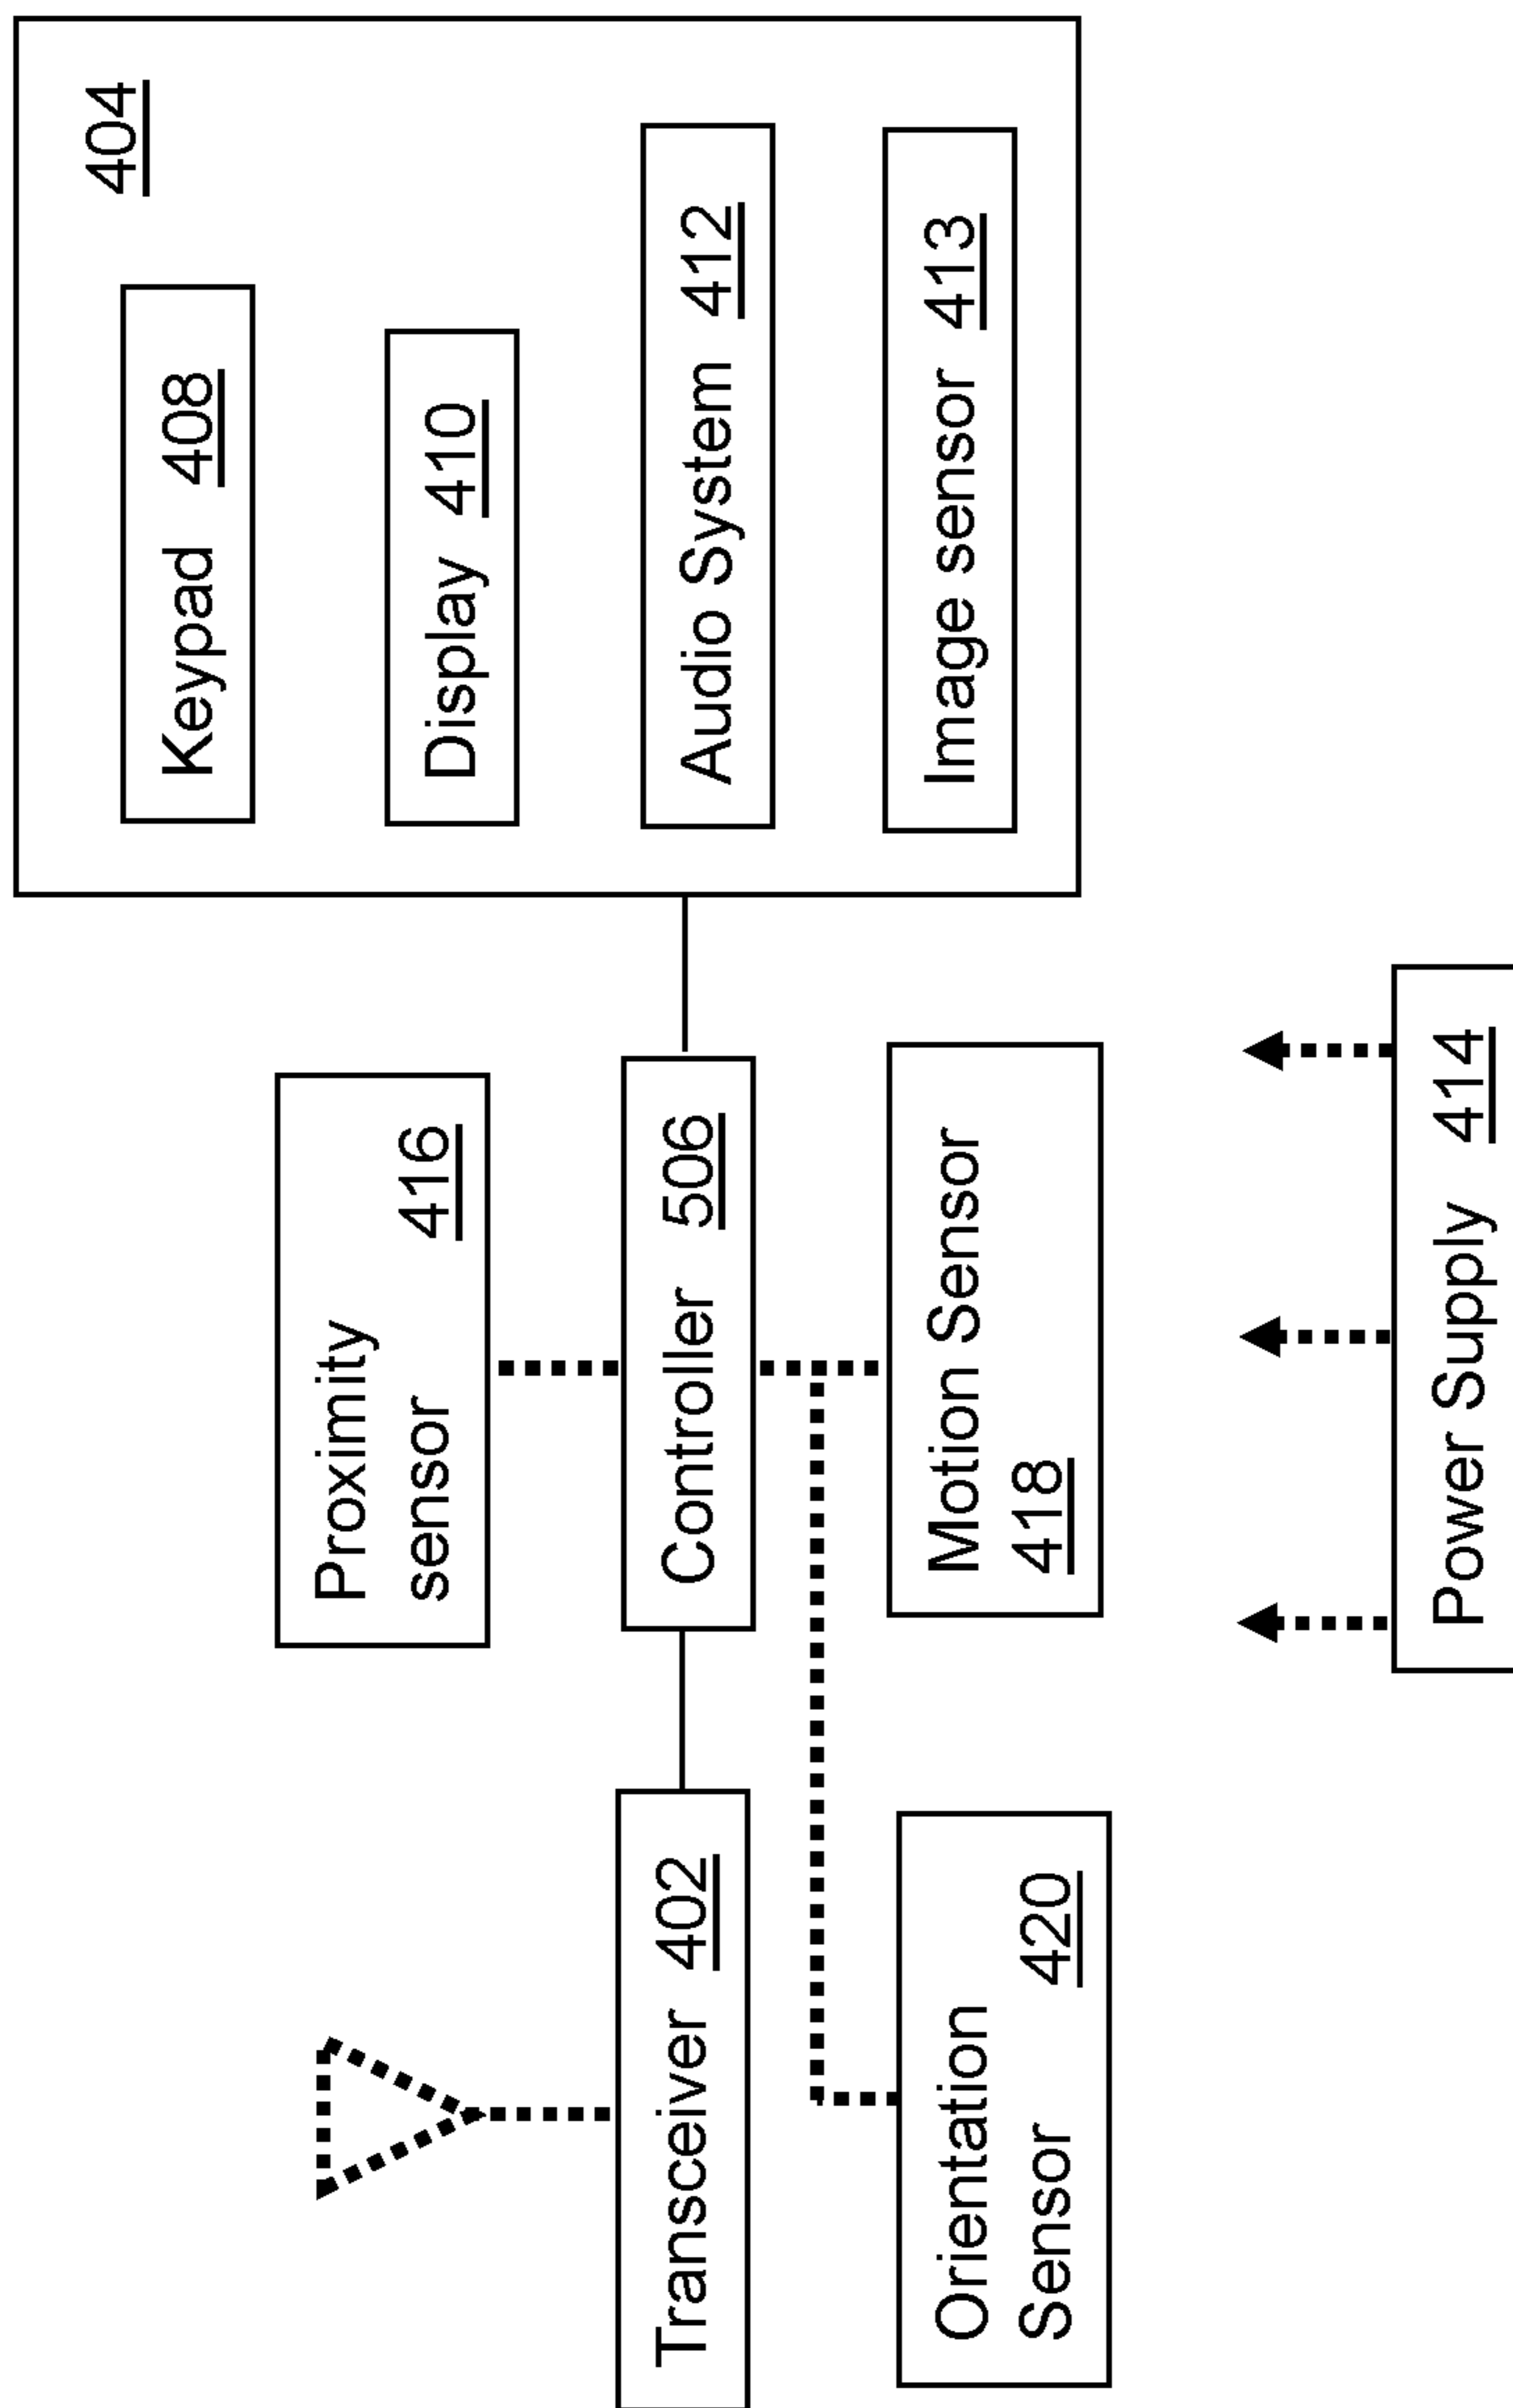 404
Keypad 408
Display 410
Audio System 412
Image sensor 413
Proximity
sensor 416
Controller 506
Motion Sensor
418
Transceiver 402
Orientation
Sensor 420
Power Supply 414